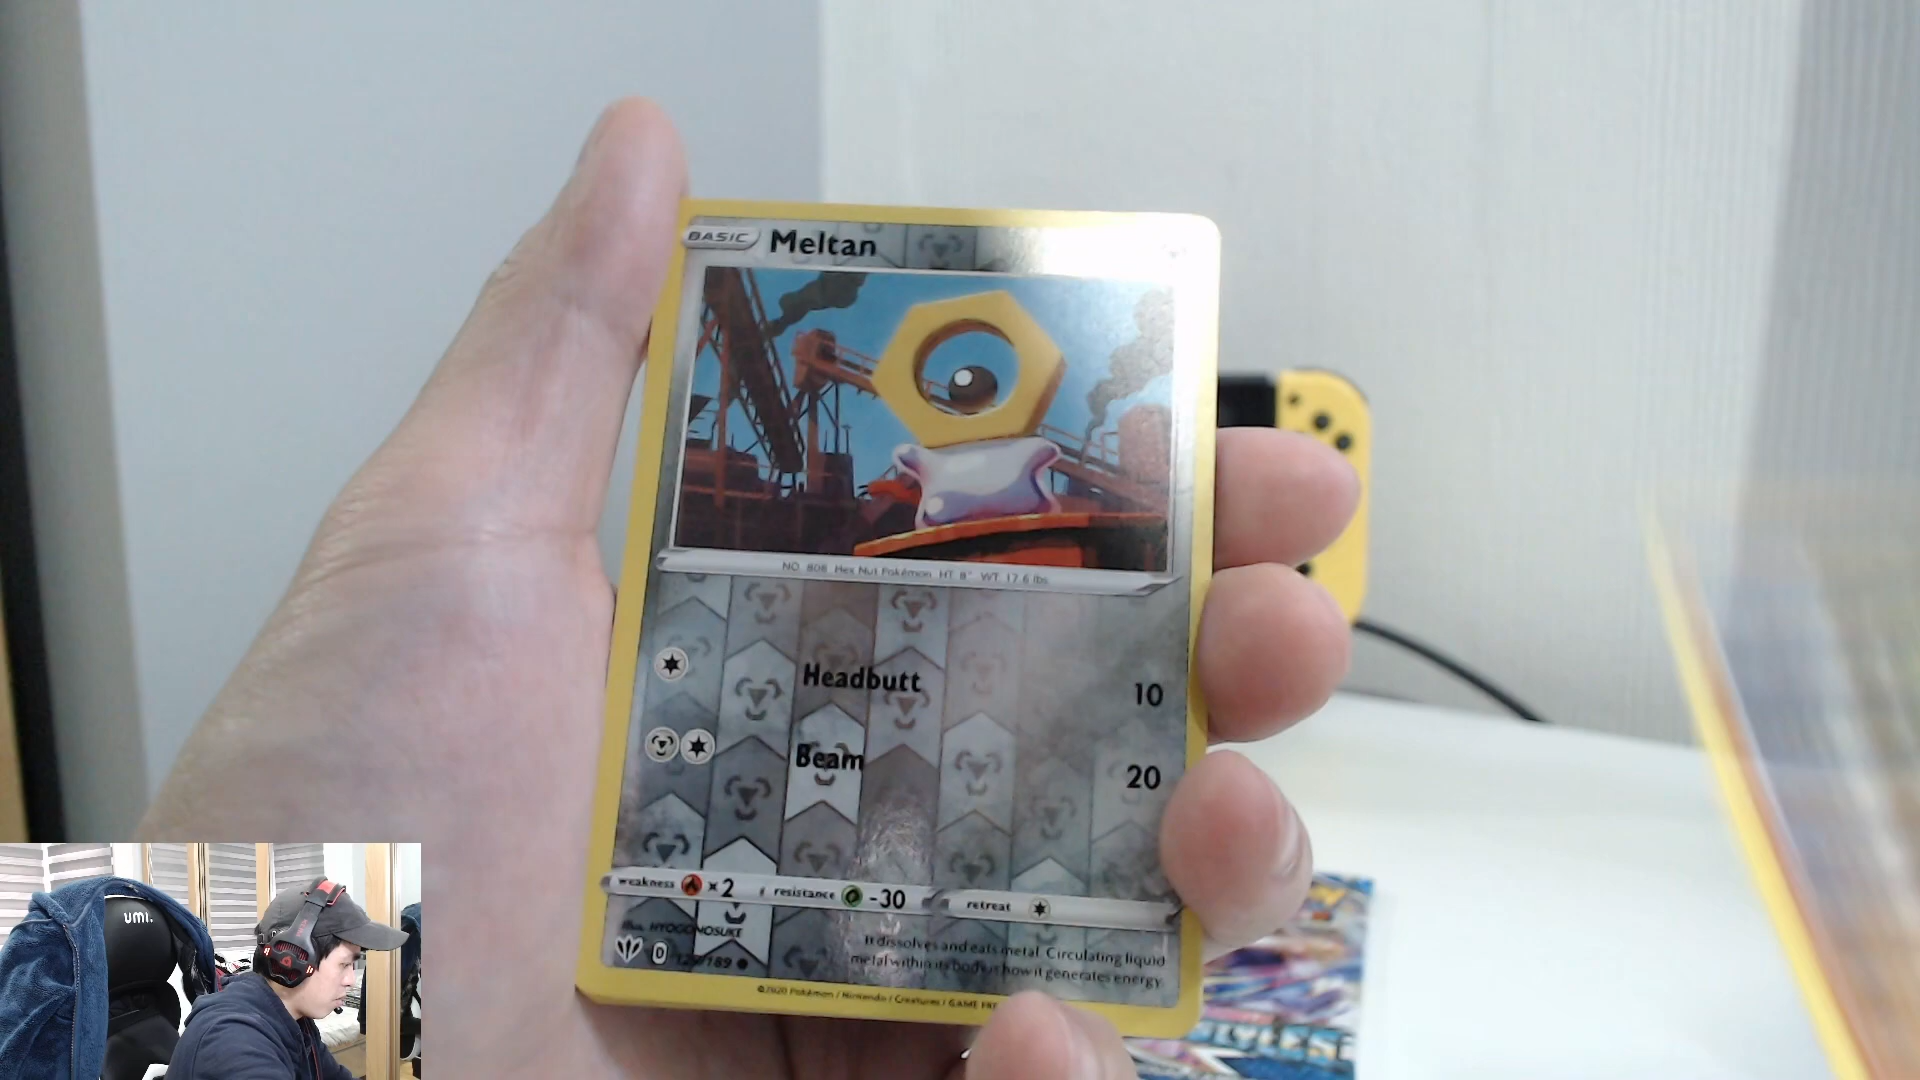 BASIC Meltan
NO. 808 Hex Nut Pokémon HT 8" WT. 17.6 lbs.
Headbutt 10
Beam 20
weakness ×2 resistance -30 retreat
Illus. HYOGONOSUKE
It dissolves and eats metal. Circulating liquid
metal within its body is how it generates energy.
D /189
©2020 Pokémon / Nintendo / Creatures / GAME
umi.